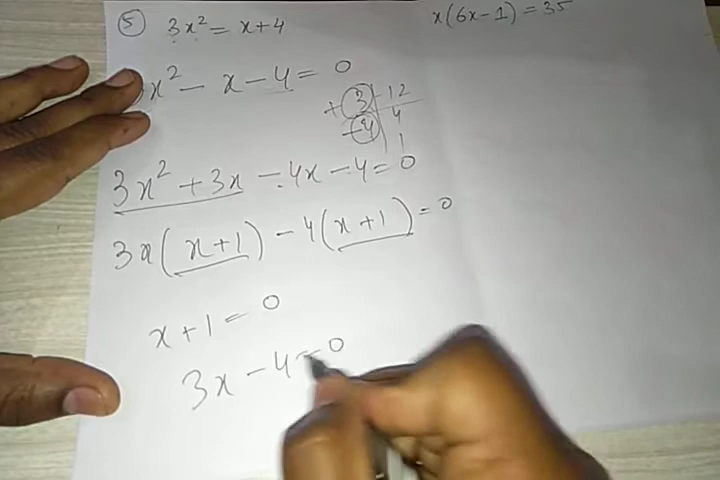 5 3x² = x+4
x(6x-1) = 35
x² - x - 4 = 0
+ 3 -12
-4 4
1
3x² + 3x - 4x - 4 = 0
3x(x+1) - 4(x+1) = 0
x+1 = 0
3x - 4 = 0